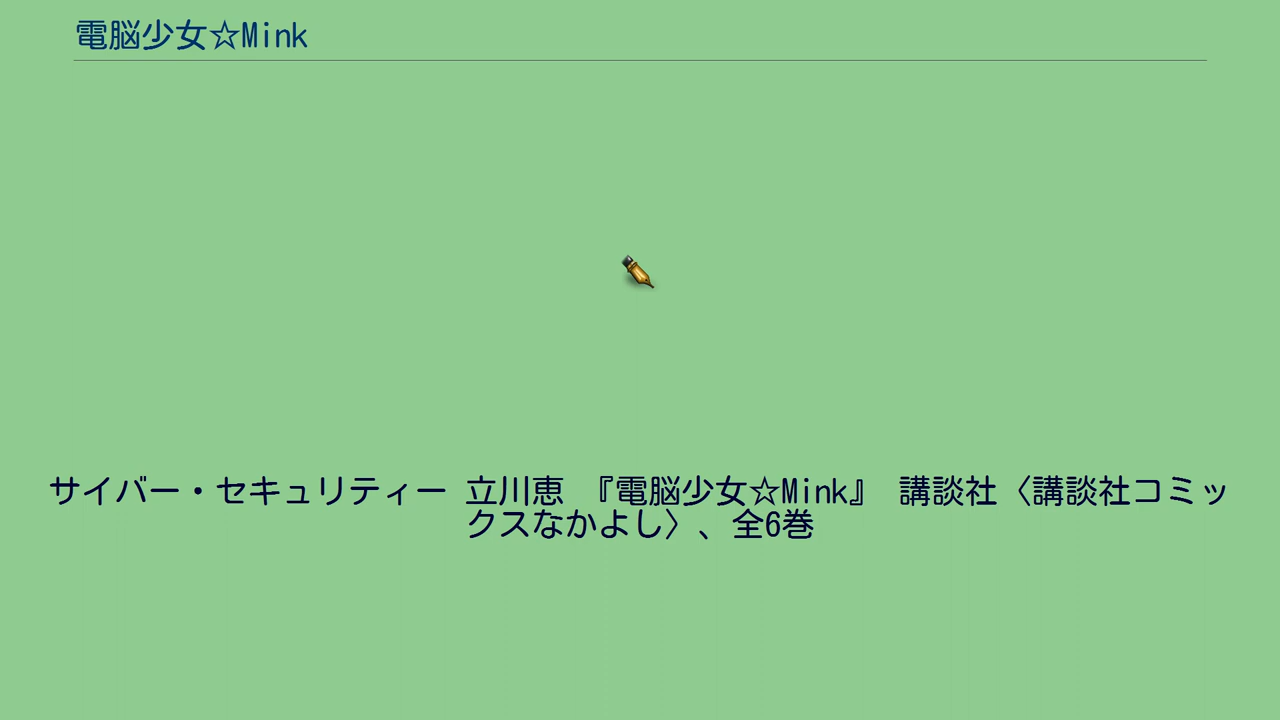 電脳少女☆Mink
サイバー・セキュリティー 立川恵 『電脳少女☆Mink』 講談社〈講談社コミッ
クスなかよし〉、全6巻